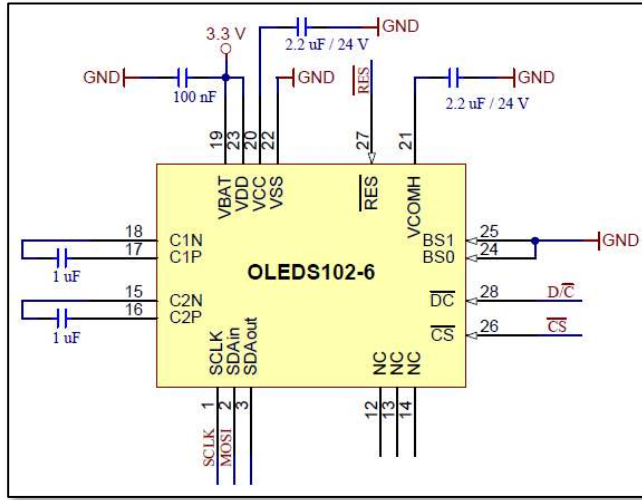 3.3 V
GND
2.2 uF / 24 V
GND
100 nF
GND
RES
2.2 uF / 24 V
GND
19
23
20
22
27
21
VBAT
VDD
VCC
VSS
RES
VCOMH
18
C1N
17
C1P
1 uF
15
C2N
16
C2P
1 uF
OLEDS102-6
BS1
25
BS0
24
GND
DC
28
D/C
CS
26
CS
SCLK
SDAin
SDAout
NC
NC
NC
1
2
3
12
13
14
SCLK
MOSI